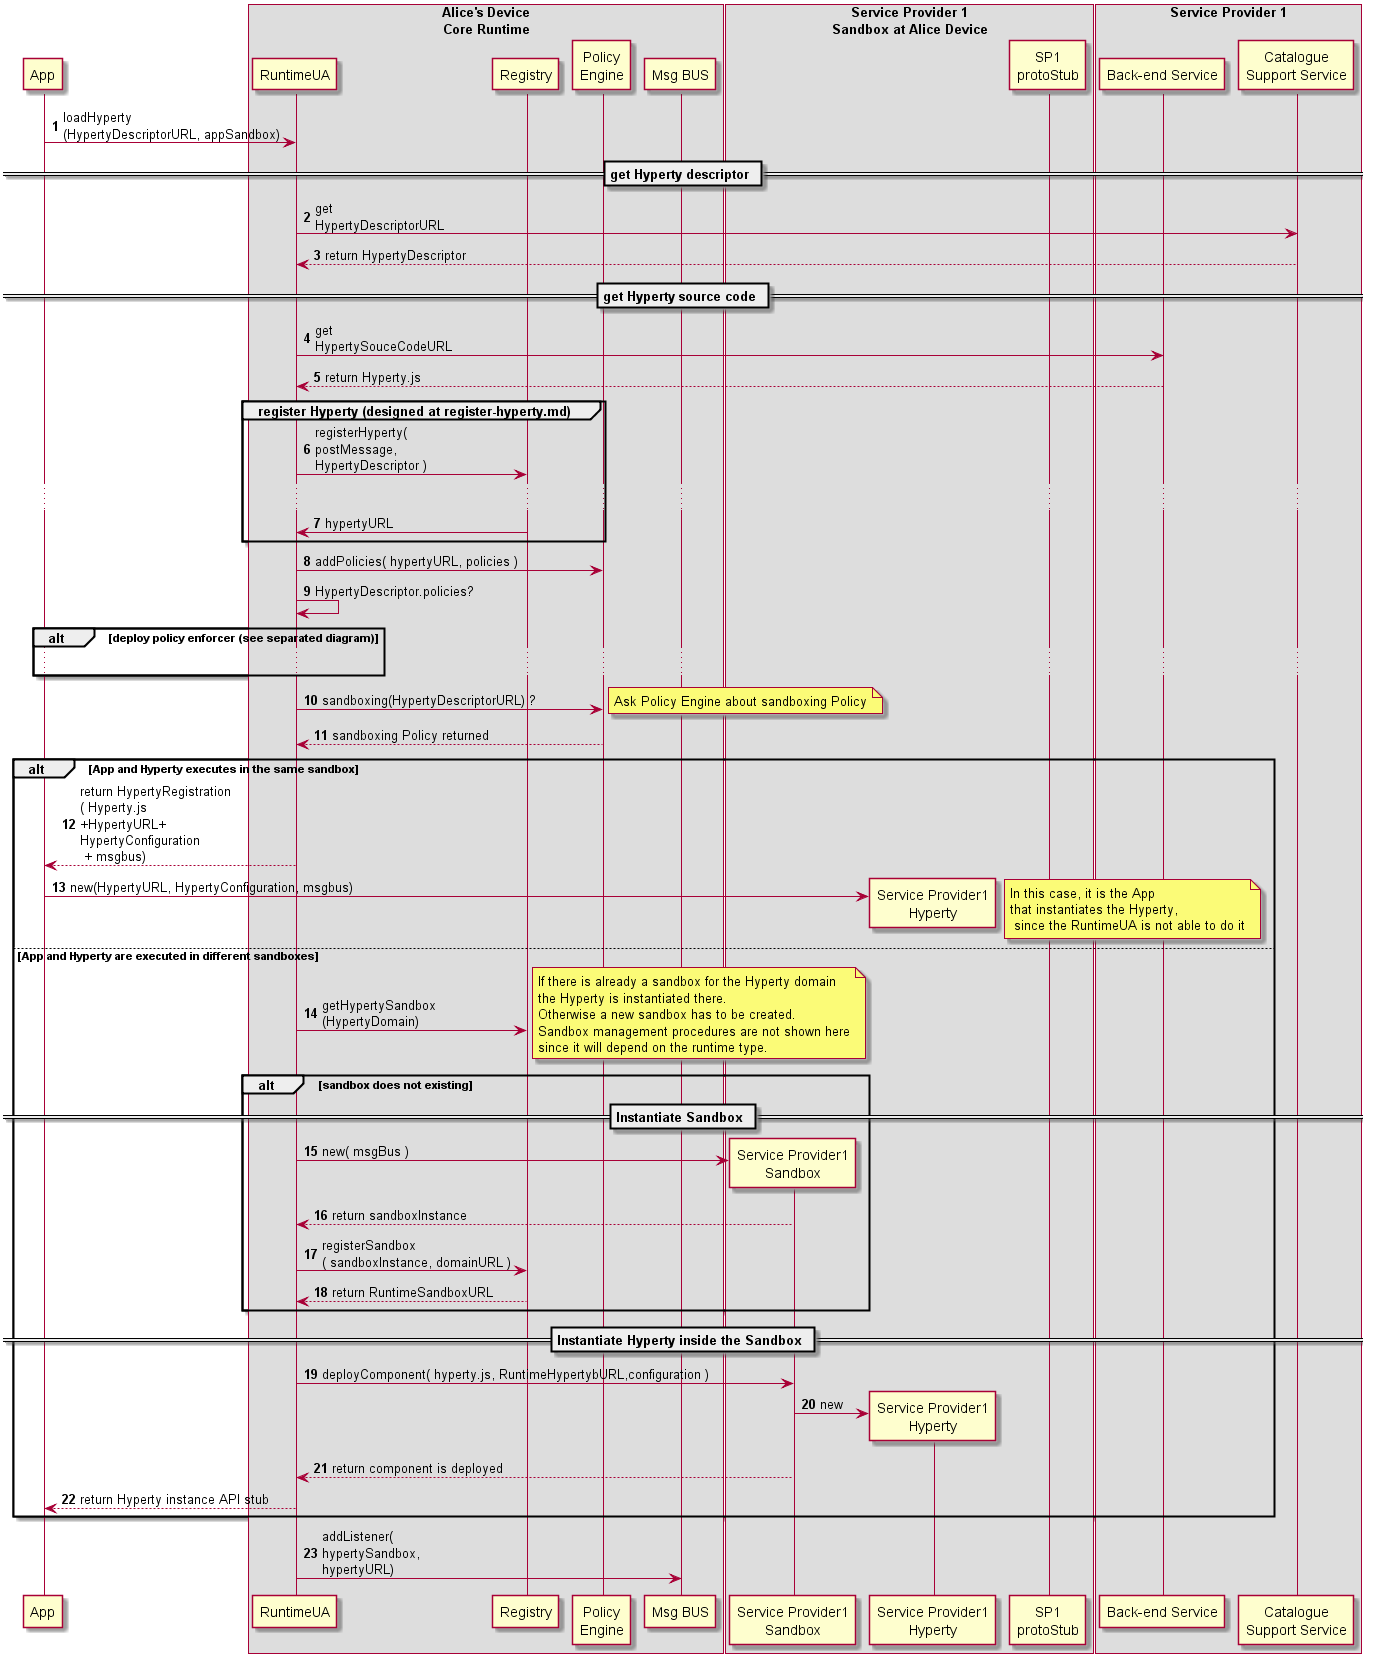 Alice's Device
Core Runtime
Service Provider 1
Sandbox at Alice Device
Service Provider 1
App
RuntimeUA
Registry
Policy
Engine
Msg BUS
SP1
protoStub
Back-end Service
Catalogue
Support Service
1 loadHyperty
(HypertyDescriptorURL, appSandbox)
get Hyperty descriptor
2 get
HypertyDescriptorURL
3 return HypertyDescriptor
get Hyperty source code
4 get
HypertySouceCodeURL
5 return Hyperty.js
register Hyperty (designed at register-hyperty.md)
6 registerHyperty(
postMessage,
HypertyDescriptor )
7 hypertyURL
8 addPolicies( hypertyURL, policies )
9 HypertyDescriptor.policies?
alt [deploy policy enforcer (see separated diagram)]
10 sandboxing(HypertyDescriptorURL) ?
Ask Policy Engine about sandboxing Policy
11 sandboxing Policy returned
alt [App and Hyperty executes in the same sandbox]
return HypertyRegistration
( Hyperty.js
12 +HypertyURL+
HypertyConfiguration
+ msgbus)
13 new(HypertyURL, HypertyConfiguration, msgbus)
Service Provider1
Hyperty
In this case, it is the App
that instantiates the Hyperty,
since the RuntimeUA is not able to do it
[App and Hyperty are executed in different sandboxes]
14 getHypertySandbox
(HypertyDomain)
If there is already a sandbox for the Hyperty domain
the Hyperty is instantiated there.
Otherwise a new sandbox has to be created.
Sandbox management procedures are not shown here
since it will depend on the runtime type.
alt [sandbox does not existing]
Instantiate Sandbox
15 new( msgBus )
Service Provider1
Sandbox
16 return sandboxInstance
17 registerSandbox
( sandboxInstance, domainURL )
18 return RuntimeSandboxURL
Instantiate Hyperty inside the Sandbox
19 deployComponent( hyperty.js, RuntimeHypertybURL,configuration )
20 new
Service Provider1
Hyperty
21 return component is deployed
22 return Hyperty instance API stub
23 addListener(
hypertySandbox,
hypertyURL)
App
RuntimeUA
Registry
Policy
Engine
Msg BUS
Service Provider1
Sandbox
Service Provider1
Hyperty
SP1
protoStub
Back-end Service
Catalogue
Support Service